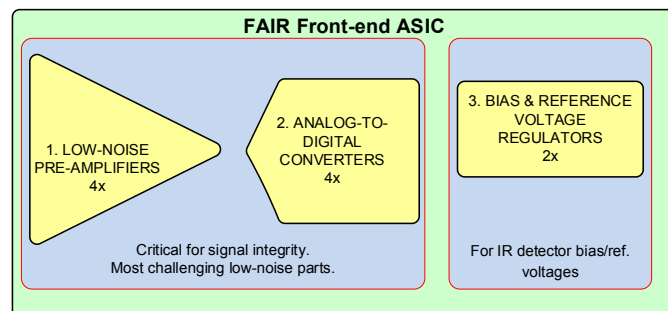 FAIR Front-end ASIC
1. LOW-NOISE
PRE-AMPLIFIERS
4x
2. ANALOG-TO-
DIGITAL
CONVERTERS
4x
Critical for signal integrity.
Most challenging low-noise parts.
3. BIAS & REFERENCE
VOLTAGE
REGULATORS
2x
For IR detector bias/ref.
voltages